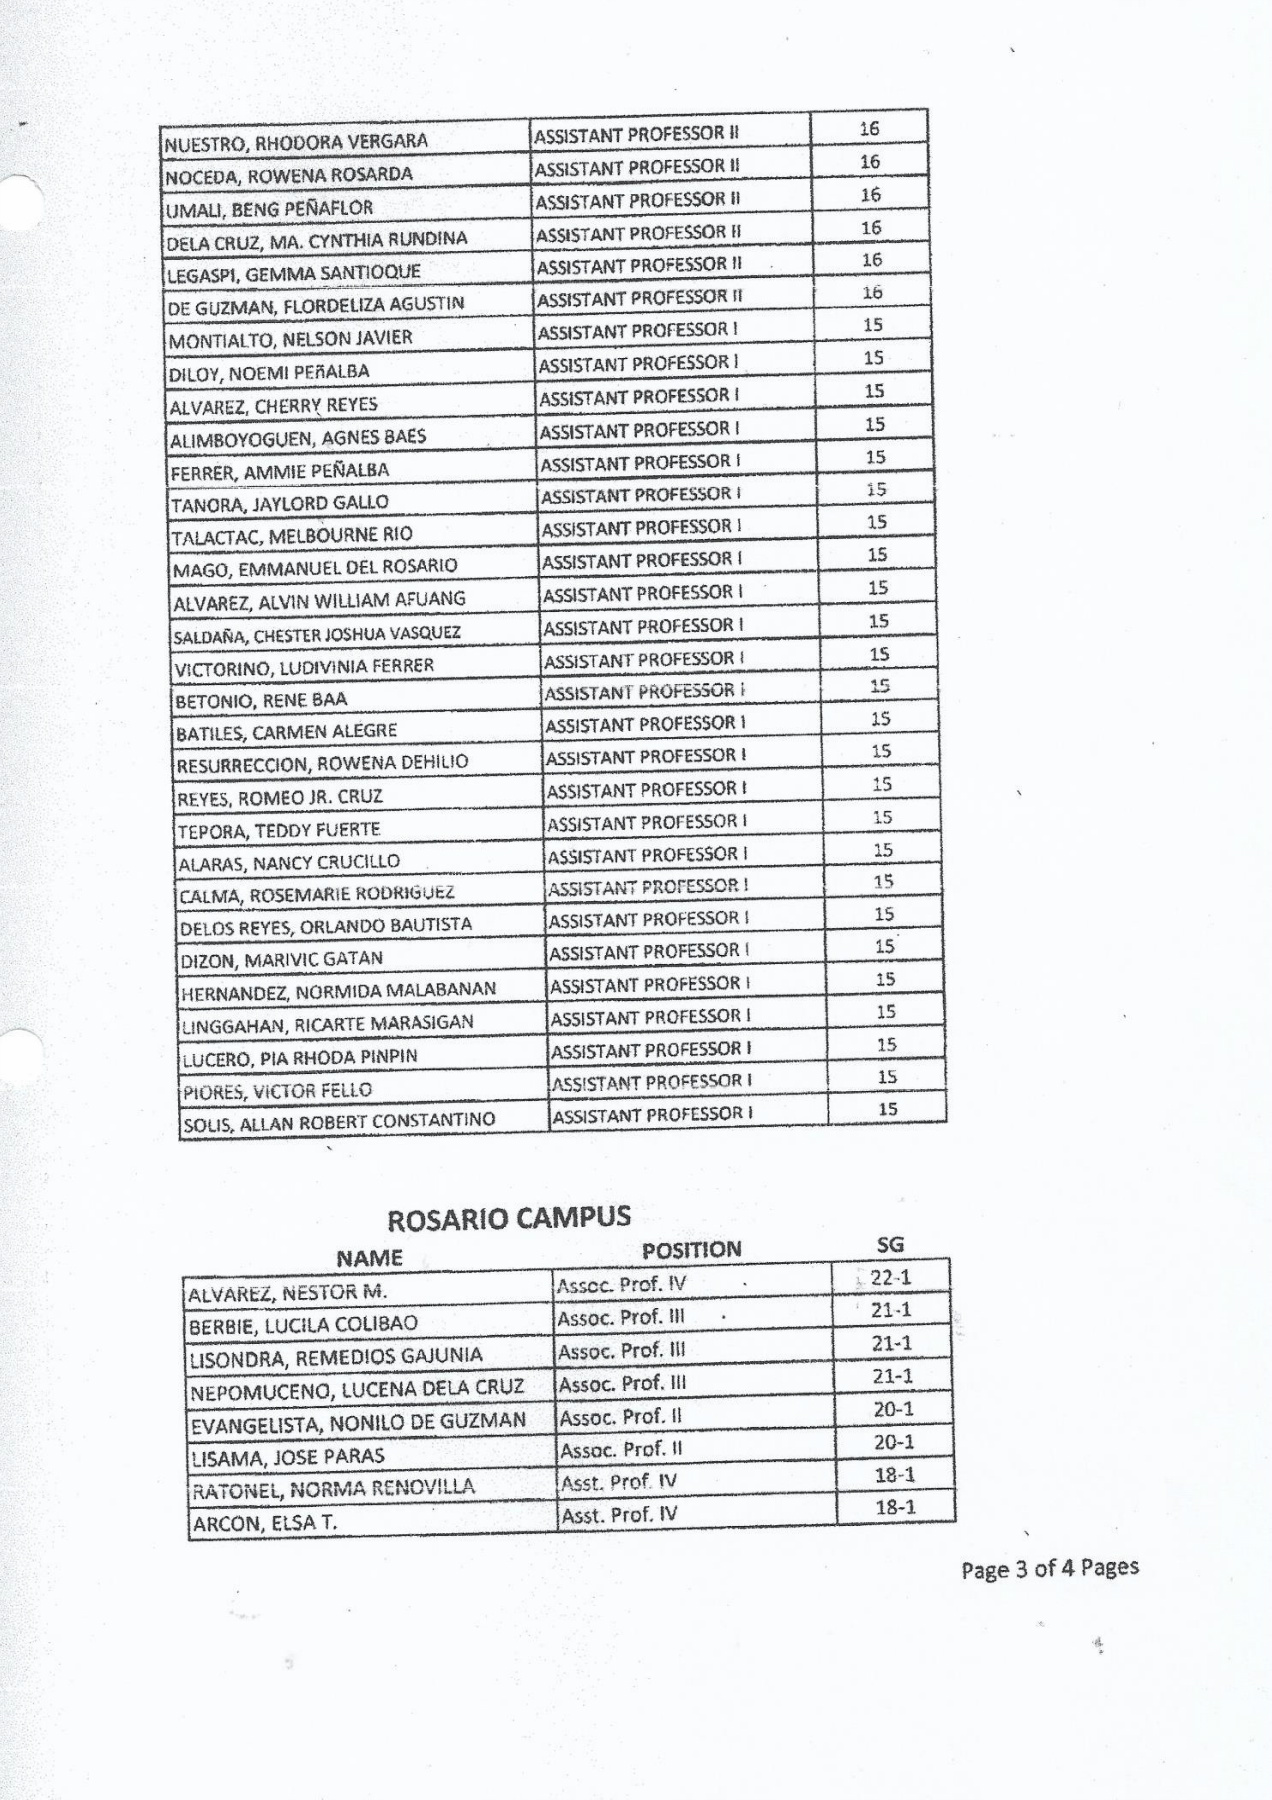 NUESTRO, RHODORA VERGARA ASSISTANT PROFESSOR II 16
NOCEDA, ROWENA ROSARDA ASSISTANT PROFESSOR II 16
UMALI, BENG PEÑAFLOR ASSISTANT PROFESSOR II 16
DELA CRUZ, MA. CYNTHIA RUNDINA ASSISTANT PROFESSOR II 16
LEGASPI, GEMMA SANTIOQUE ASSISTANT PROFESSOR II 16
DE GUZMAN, FLORDELIZA AGUSTIN ASSISTANT PROFESSOR II 16
MONTIALTO, NELSON JAVIER ASSISTANT PROFESSOR I 15
DILOY, NOEMI PEñALBA ASSISTANT PROFESSOR I 15
ALVAREZ, CHERRY REYES ASSISTANT PROFESSOR I 15
ALIMBOYOGUEN, AGNES BAES ASSISTANT PROFESSOR I 15
FERRER, AMMIE PEÑALBA ASSISTANT PROFESSOR I 15
TANORA, JAYLORD GALLO ASSISTANT PROFESSOR I 15
TALACTAC, MELBOURNE RIO ASSISTANT PROFESSOR I 15
MAGO, EMMANUEL DEL ROSARIO ASSISTANT PROFESSOR I 15
ALVAREZ, ALVIN WILLIAM AFUANG ASSISTANT PROFESSOR I 15
SALDAÑA, CHESTER JOSHUA VASQUEZ ASSISTANT PROFESSOR I 15
VICTORINO, LUDIVINIA FERRER ASSISTANT PROFESSOR I 15
BETONIO, RENE BAA ASSISTANT PROFESSOR I 15
BATILES, CARMEN ALEGRE ASSISTANT PROFESSOR I 15
RESURRECCION, ROWENA DEHILIO ASSISTANT PROFESSOR I 15
REYES, ROMEO JR. CRUZ ASSISTANT PROFESSOR I 15
TEPORA, TEDDY FUERTE ASSISTANT PROFESSOR I 15
ALARAS, NANCY CRUCILLO ASSISTANT PROFESSOR I 15
CALMA, ROSEMARIE RODRIGUEZ ASSISTANT PROFESSOR I 15
DELOS REYES, ORLANDO BAUTISTA ASSISTANT PROFESSOR I 15
DIZON, MARIVIC GATAN ASSISTANT PROFESSOR I 15
HERNANDEZ, NORMIDA MALABANAN ASSISTANT PROFESSOR I 15
LINGGAHAN, RICARTE MARASIGAN ASSISTANT PROFESSOR I 15
LUCERO, PIA RHODA PINPIN ASSISTANT PROFESSOR I 15
PIORES, VICTOR FELLO ASSISTANT PROFESSOR I 15
SOLIS, ALLAN ROBERT CONSTANTINO ASSISTANT PROFESSOR I 15
ROSARIO CAMPUS
NAME POSITION SG
ALVAREZ, NESTOR M. Assoc. Prof. IV 22-1
BERBIE, LUCILA COLIBAO Assoc. Prof. III 21-1
LISONDRA, REMEDIOS GAJUNIA Assoc. Prof. III 21-1
NEPOMUCENO, LUCENA DELA CRUZ Assoc. Prof. III 21-1
EVANGELISTA, NONILO DE GUZMAN Assoc. Prof. II 20-1
LISAMA, JOSE PARAS Assoc. Prof. II 20-1
RATONEL, NORMA RENOVILLA Asst. Prof. IV 18-1
ARCON, ELSA T. Asst. Prof. IV 18-1
Page 3 of 4 Pages